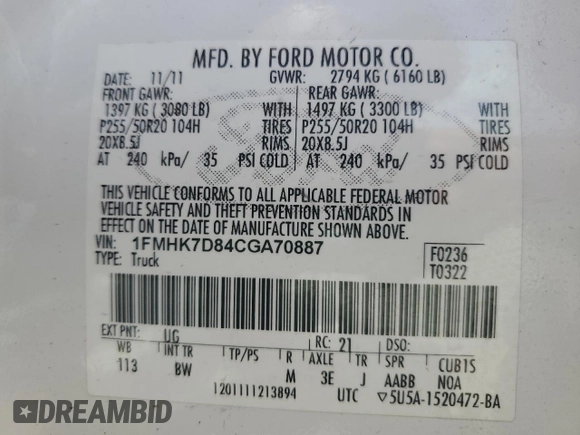 MFD. BY FORD MOTOR CO.
DATE: 11/11 GVWR: 2794 KG ( 6160 LB)
FRONT GAWR: REAR GAWR:
1397 KG ( 3080 LB) WITH 1497 KG ( 3300 LB) WITH
P255/50R20 104H TIRES P255/50R20 104H TIRES
20X8.5J RIMS 20X8.5J RIMS
AT 240 kPa/ 35 PSI COLD AT 240 kPa/ 35 PSI COLD
THIS VEHICLE CONFORMS TO ALL APPLICABLE FEDERAL MOTOR
VEHICLE SAFETY AND THEFT PREVENTION STANDARDS IN
EFFECT ON THE DATE OF MANUFACTURE SHOWN ABOVE.
VIN: 1FMHK7D84CGA70887 F0236
TYPE: Truck T0322
EXT PNT: UG RC: 21 DSO:
WB INT TR TP/PS R AXLE TR SPR CUBTS
113 BW M 3E J AABB NOA
1201111213894 UTC ▽5U5A-1520472-BA
AUTOBIDBID